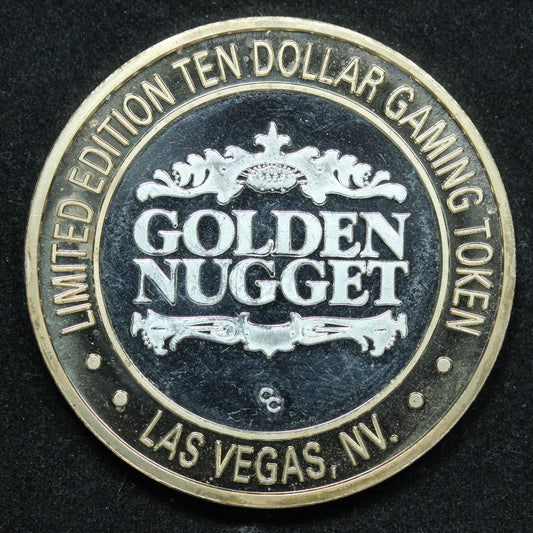 LIMITED EDITION TEN DOLLAR GAMING TOKEN
GOLDEN
NUGGET
CC
• • LAS VEGAS, NV. • •